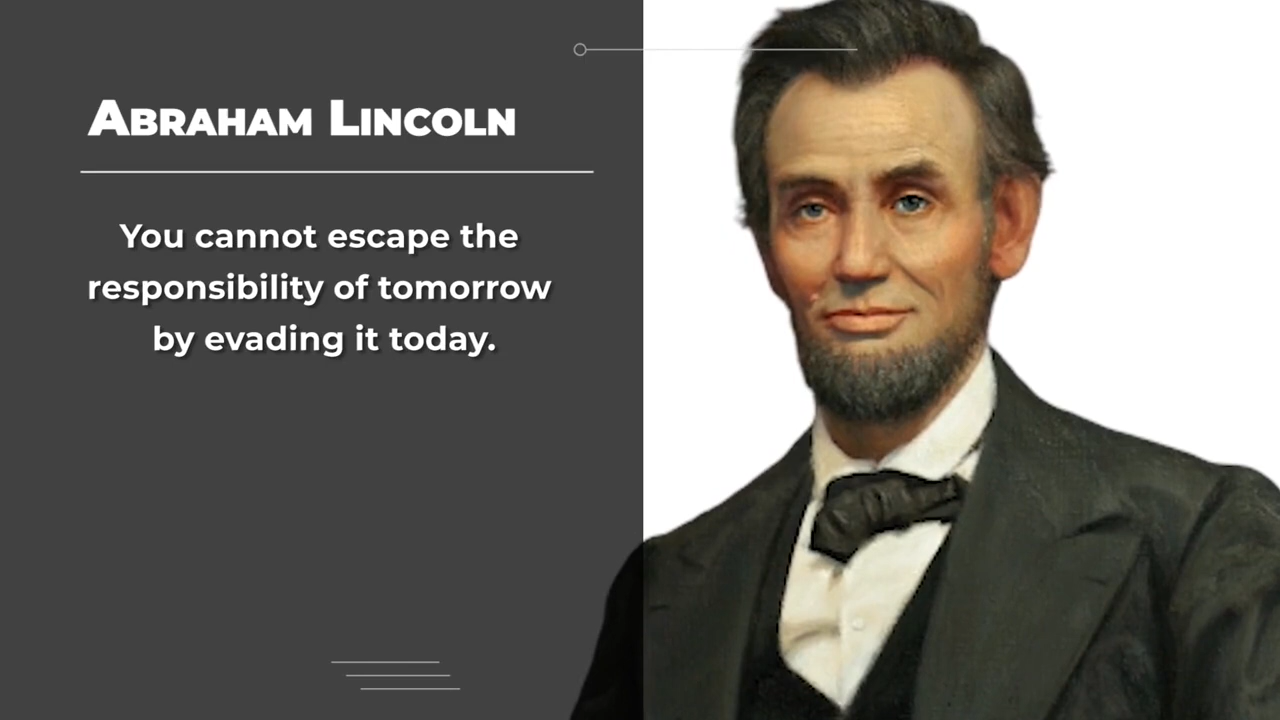 Abraham Lincoln
You cannot escape the
responsibility of tomorrow
by evading it today.